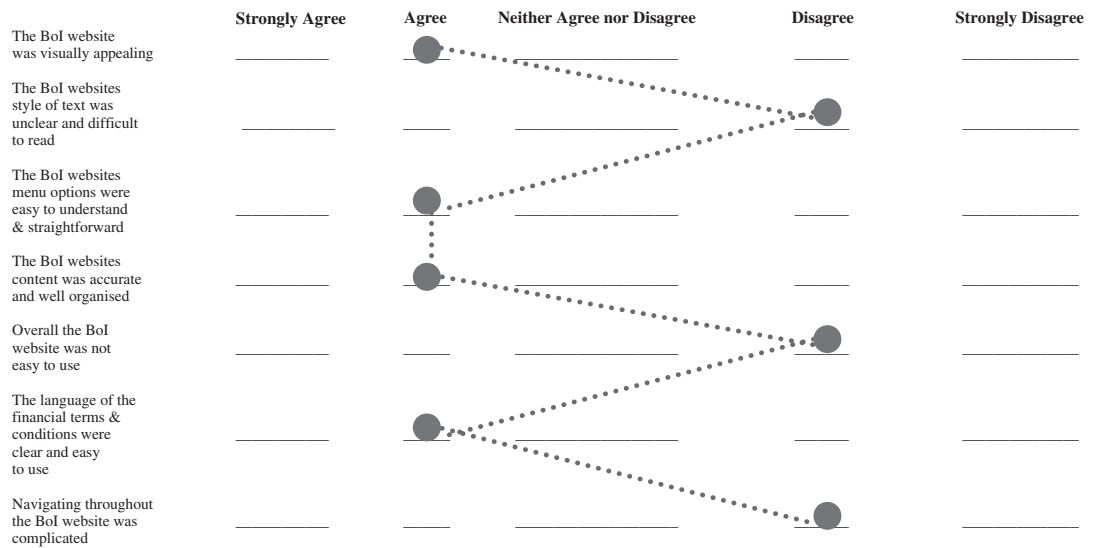 Strongly Agree Agree Neither Agree nor Disagree Disagree Strongly Disagree
The BoI website
was visually appealing
The BoI websites
style of text was
unclear and difficult
to read
The BoI websites
menu options were
easy to understand
& straightforward
The BoI websites
content was accurate
and well organised
Overall the BoI
website was not
easy to use
The language of the
financial terms &
conditions were
clear and easy
to use
Navigating throughout
the BoI website was
complicated